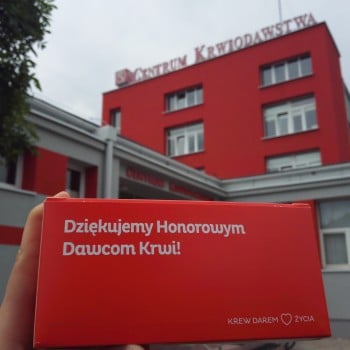 Centrum Krwiodawstwa
Dziękujemy Honorowym
Dawcom Krwi!
KREW DAREM ŻYCIA